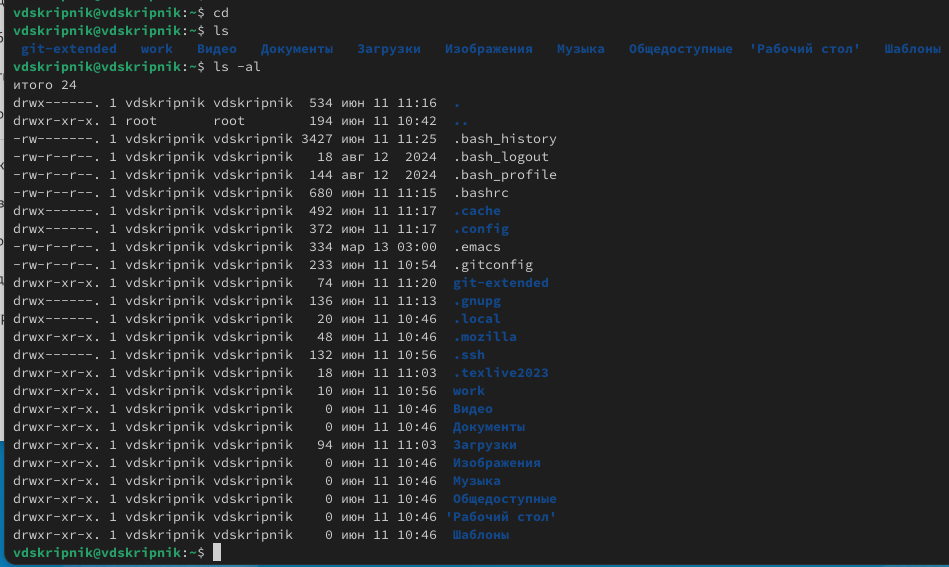 vdskripnik@vdskripnik:~$ cd
vdskripnik@vdskripnik:~$ ls
git-extended work Видео Документы Загрузки Изображения Музыка Общедоступные 'Рабочий стол' Шаблоны
vdskripnik@vdskripnik:~$ ls -al
итого 24
drwx------. 1 vdskripnik vdskripnik 534 июн 11 11:16 .
drwxr-xr-x. 1 root root 194 июн 11 10:42 ..
-rw-------. 1 vdskripnik vdskripnik 3427 июн 11 11:25 .bash_history
-rw-r--r--. 1 vdskripnik vdskripnik 18 авг 12 2024 .bash_logout
-rw-r--r--. 1 vdskripnik vdskripnik 144 авг 12 2024 .bash_profile
-rw-r--r--. 1 vdskripnik vdskripnik 680 июн 11 11:15 .bashrc
drwx------. 1 vdskripnik vdskripnik 492 июн 11 11:17 .cache
drwx------. 1 vdskripnik vdskripnik 372 июн 11 11:17 .config
-rw-r--r--. 1 vdskripnik vdskripnik 334 мар 13 03:00 .emacs
-rw-r--r--. 1 vdskripnik vdskripnik 233 июн 11 10:54 .gitconfig
drwxr-xr-x. 1 vdskripnik vdskripnik 74 июн 11 11:20 git-extended
drwx------. 1 vdskripnik vdskripnik 136 июн 11 11:13 .gnupg
drwx------. 1 vdskripnik vdskripnik 20 июн 11 10:46 .local
drwxr-xr-x. 1 vdskripnik vdskripnik 48 июн 11 10:46 .mozilla
drwx------. 1 vdskripnik vdskripnik 132 июн 11 10:56 .ssh
drwxr-xr-x. 1 vdskripnik vdskripnik 18 июн 11 11:03 .texlive2023
drwxr-xr-x. 1 vdskripnik vdskripnik 10 июн 11 10:56 work
drwxr-xr-x. 1 vdskripnik vdskripnik 0 июн 11 10:46 Видео
drwxr-xr-x. 1 vdskripnik vdskripnik 0 июн 11 10:46 Документы
drwxr-xr-x. 1 vdskripnik vdskripnik 94 июн 11 11:03 Загрузки
drwxr-xr-x. 1 vdskripnik vdskripnik 0 июн 11 10:46 Изображения
drwxr-xr-x. 1 vdskripnik vdskripnik 0 июн 11 10:46 Музыка
drwxr-xr-x. 1 vdskripnik vdskripnik 0 июн 11 10:46 Общедоступные
drwxr-xr-x. 1 vdskripnik vdskripnik 0 июн 11 10:46 'Рабочий стол'
drwxr-xr-x. 1 vdskripnik vdskripnik 0 июн 11 10:46 Шаблоны
vdskripnik@vdskripnik:~$